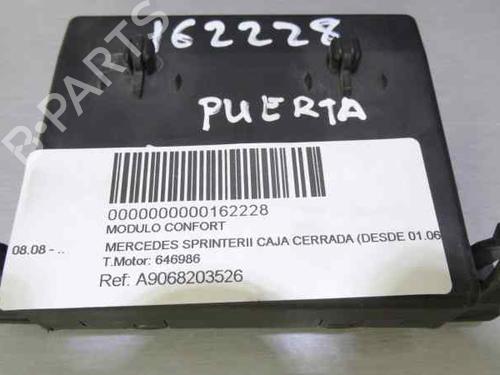 162228
PUERTA
0000000000162228
MODULO CONFORT
08.08 - ..
MERCEDES SPRINTERII CAJA CERRADA (DESDE 01.06
T.Motor: 646986
Ref: A9068203526
B-PARTS